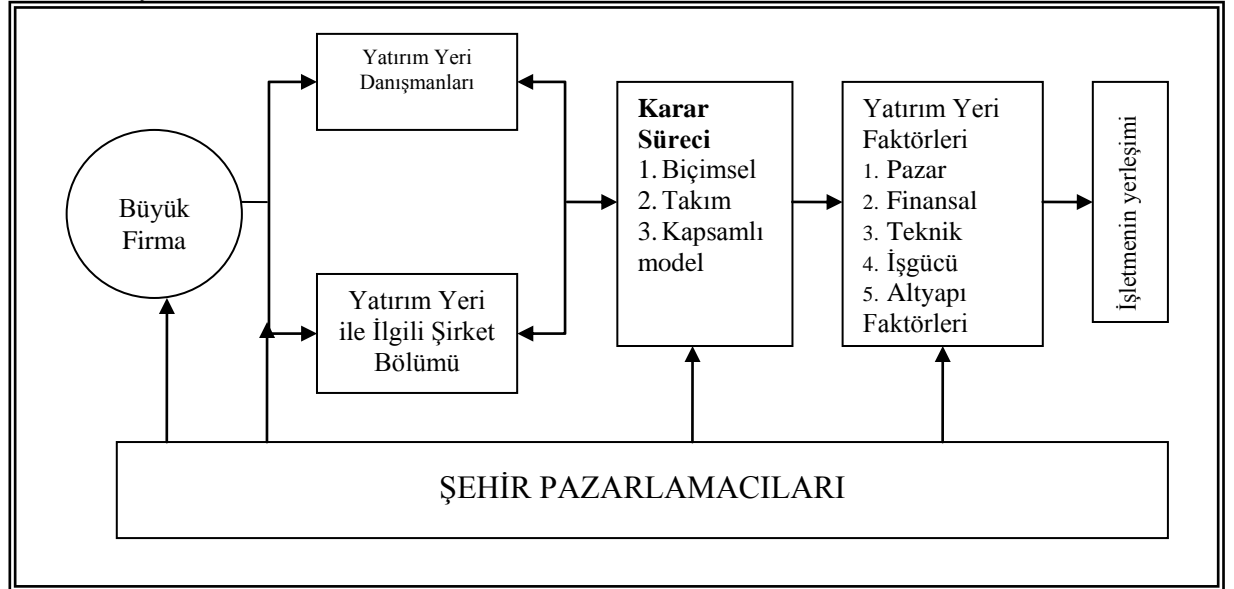 Büyük
Firma
Yatırım Yeri
Danışmanları
Yatırım Yeri
ile İlgili Şirket
Bölümü
Karar
Süreci
1. Biçimsel
2. Takım
3. Kapsamlı
model
Yatırım Yeri
Faktörleri
1. Pazar
2. Finansal
3. Teknik
4. İşgücü
5. Altyapı
Faktörleri
İşletmenin yerleşimi
ŞEHİR PAZARLAMACILARI